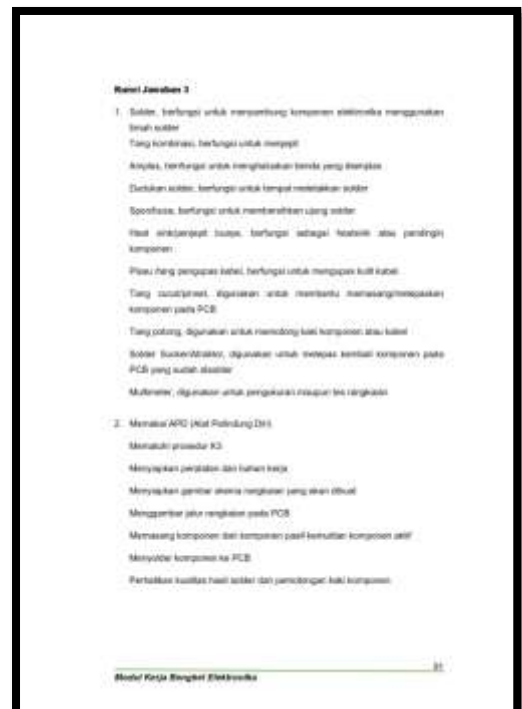 Kunci Jawaban 3
1. Solder, berfungsi untuk menyambung komponen elektronika menggunakan
timah solder
Tang kombinasi, berfungsi untuk menjepit
Amplas, berfungsi untuk menghaluskan benda yang diamplas
Dudukan solder, berfungsi untuk tempat meletakkan solder
Spon/busa, berfungsi untuk membersihkan ujung solder
Heat sink/penjepit buaya, berfungsi sebagai heatsink atau pendingin
komponen
Pisau /tang pengupas kabel, berfungsi untuk mengupas kulit kabel
Tang cucut/pinset, digunakan untuk membantu memasang/melepaskan
komponen pada PCB
Tang potong, digunakan untuk memotong kaki komponen atau kabel
Solder Sucker/Atraktor, digunakan untuk melepas kembali komponen pada
PCB yang sudah disolder
Multimeter, digunakan untuk pengukuran maupun tes rangkaian
2. Memakai APD (Alat Pelindung Diri)
Mematuhi prosedur K3
Menyiapkan peralatan dan bahan kerja
Menyiapkan gambar skema rangkaian yang akan dibuat
Menggambar jalur rangkaian pada PCB
Memasang komponen dari komponen pasif kemudian komponen aktif
Menyolder komponen ke PCB
Perhatikan kualitas hasil solder dan pemotongan kaki komponen
Modul Kerja Bengkel Elektronika